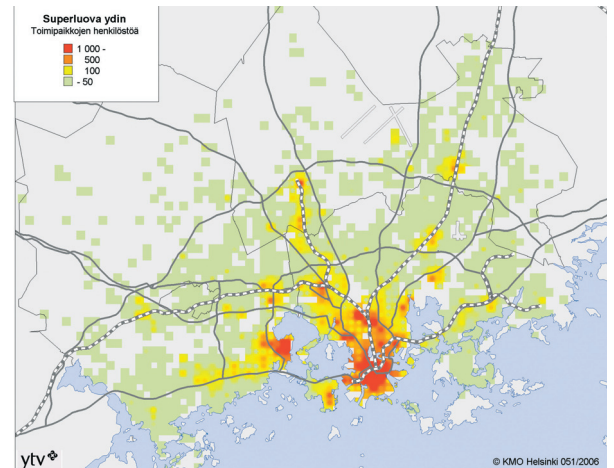 Superluova ydin
Toimipaikkojen henkilöstöä
1 000 -
500
100
- 50
ytv
© KMO Helsinki 051/2006